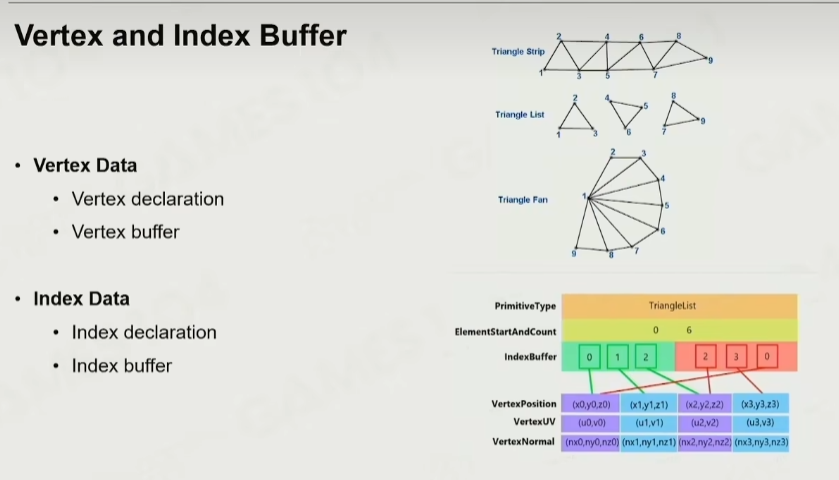 Vertex and Index Buffer
• Vertex Data
• Vertex declaration
• Vertex buffer
• Index Data
• Index declaration
• Index buffer
Triangle Strip
1 2 3 4 5 6 7 8 9
Triangle List
1 2 3 4 5 6 7 8 9
Triangle Fan
1 2 3 4 5 6 7 8 9
PrimitiveType TriangleList
ElementStartAndCount 0 6
IndexBuffer 0 1 2 2 3 0
VertexPosition (x0,y0,z0) (x1,y1,z1) (x2,y2,z2) (x3,y3,z3)
VertexUV (u0,v0) (u1,v1) (u2,v2) (u3,v3)
VertexNormal (nx0,ny0,nz0) (nx1,ny1,nz1) (nx2,ny2,nz2) (nx3,ny3,nz3)